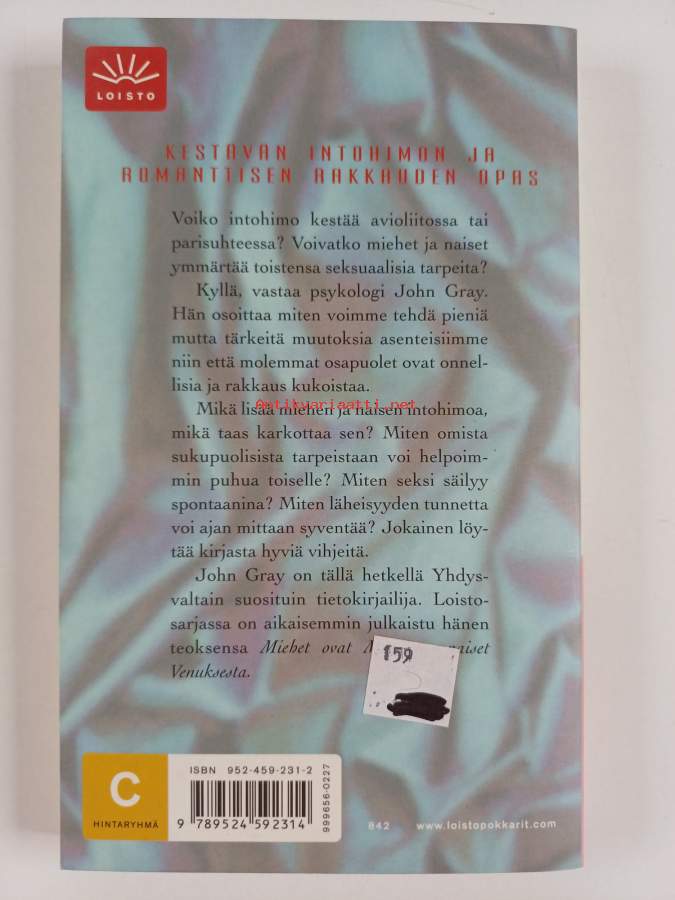 LOISTO
KESTÄVÄN INTOHIMON JA
ROMANTTISEN RAKKAUDEN OPAS
Voiko intohimo kestää avioliitossa tai
parisuhteessa? Voivatko miehet ja naiset
ymmärtää toistensa seksuaalisia tarpeita?
Kyllä, vastaa psykologi John Gray.
Hän osoittaa miten voimme tehdä pieniä
mutta tärkeitä muutoksia asenteisiimme
niin että molemmat osapuolet ovat onnel-
lisia ja rakkaus kukoistaa.
Antikvariaatti.net
Mikä lisää miehen ja naisen intohimoa,
mikä taas karkottaa sen? Miten omista
sukupuolisista tarpeistaan voi helpoim-
min puhua toiselle? Miten seksi säilyy
spontaanina? Miten läheisyyden tunnetta
voi ajan mittaan syventää? Jokainen löy-
tää kirjasta hyviä vihjeitä.
John Gray on tällä hetkellä Yhdys-
valtain suosituin tietokirjailija. Loisto-
sarjassa on aikaisemmin julkaistu hänen
teoksensa Miehet ovat
Venuksesta.
159
C
HINTARYHMÄ
ISBN 952-459-231-2
9 789524 592314
999656-0227
842
www.loistopokkarit.com